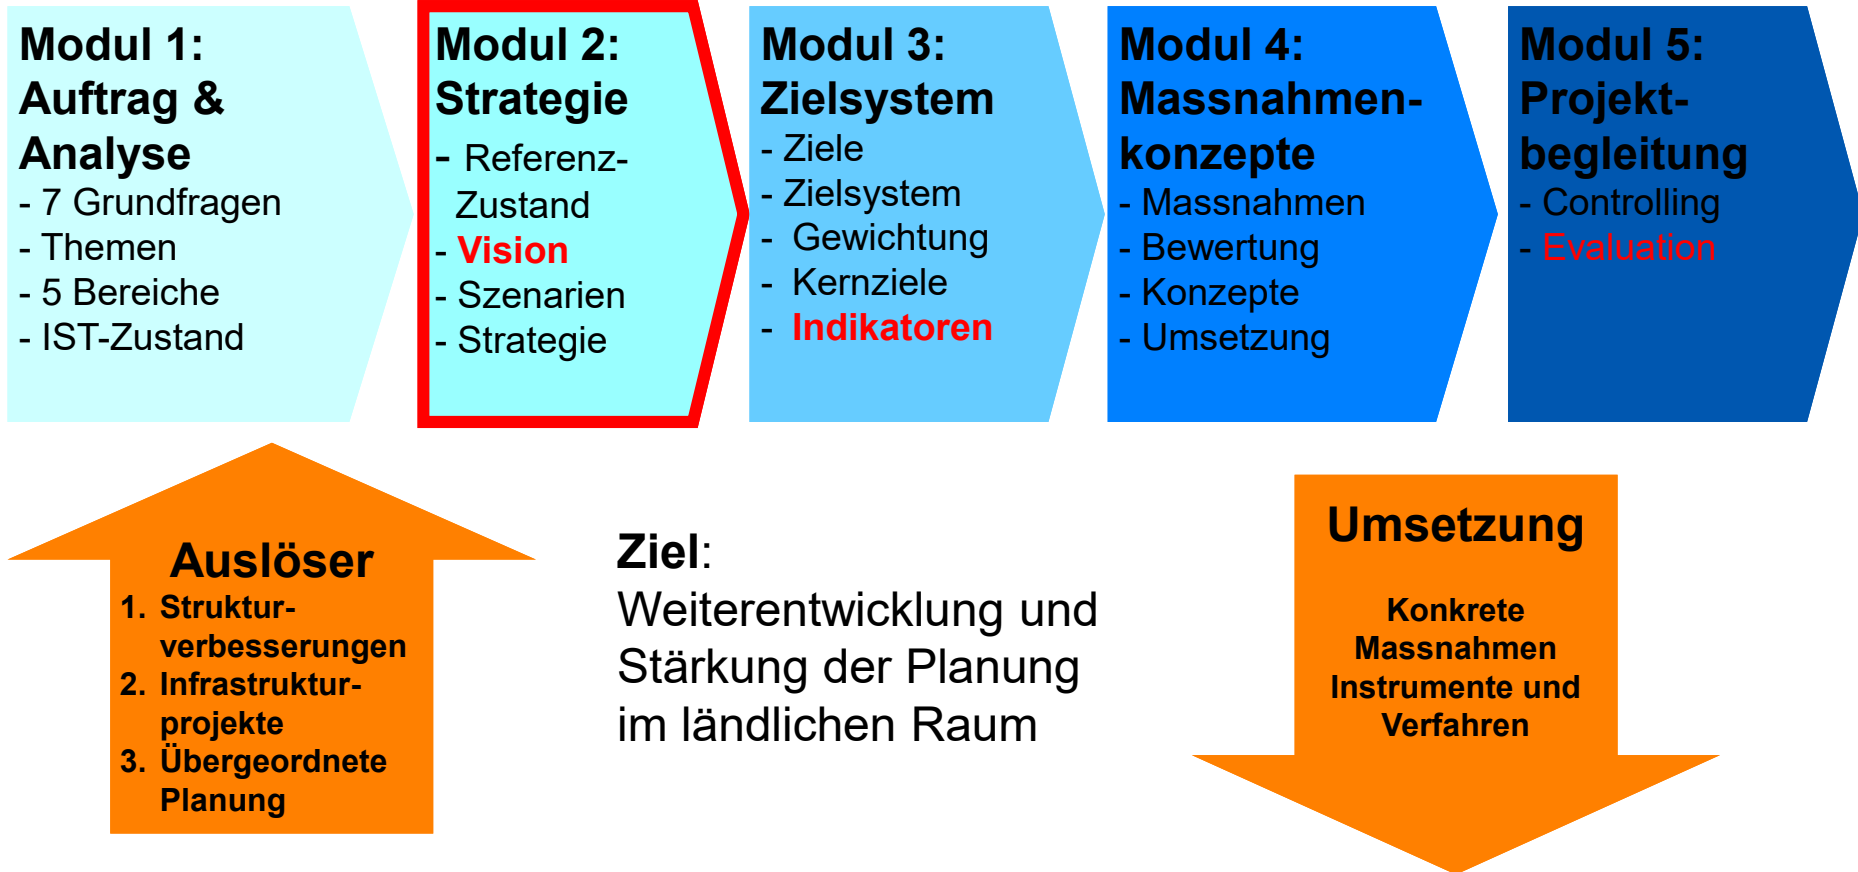 Modul 1:
Auftrag &
Analyse
- 7 Grundfragen
- Themen
- 5 Bereiche
- IST-Zustand
Modul 2:
Strategie
- Referenz-
Zustand
- Vision
- Szenarien
- Strategie
Modul 3:
Zielsystem
- Ziele
- Zielsystem
- Gewichtung
- Kernziele
- Indikatoren
Modul 4:
Massnahmen-
konzepte
- Massnahmen
- Bewertung
- Konzepte
- Umsetzung
Modul 5:
Projekt-
begleitung
- Controlling
- Evaluation
Auslöser
1. Struktur-
verbesserungen
2. Infrastruktur-
projekte
3. Übergeordnete
Planung
Ziel:
Weiterentwicklung und
Stärkung der Planung
im ländlichen Raum
Umsetzung
Konkrete
Massnahmen
Instrumente und
Verfahren